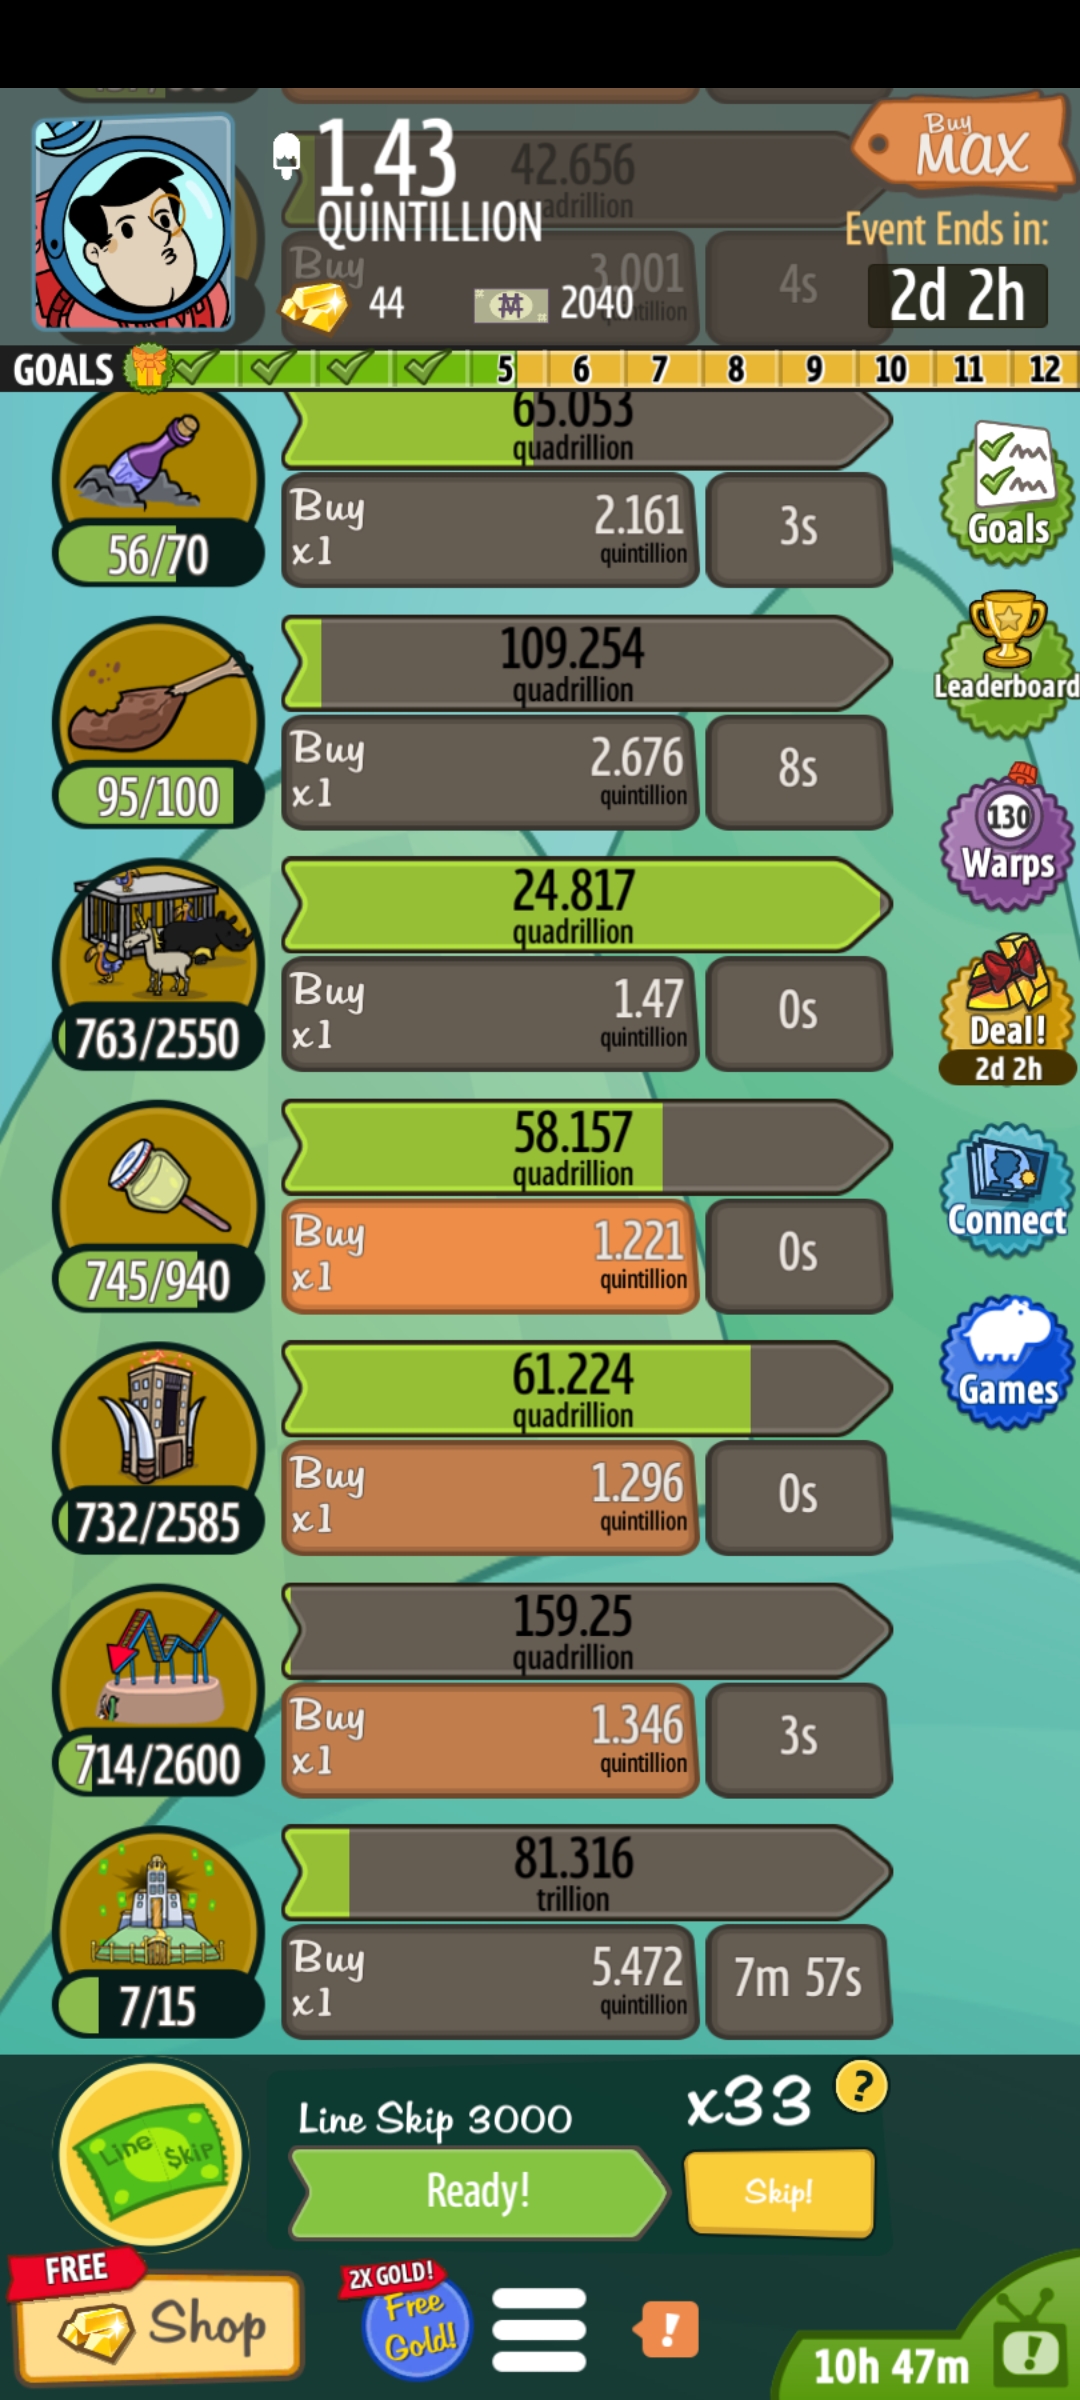 1.43
QUINTILLION
42.656
Buy
MAX
Event Ends in:
2d 2h
Buy
3.001
4s
44
2040
GOALS 5 6 7 8 9 10 11 12
65.053
quadrillion
56/70
Buy
x1
2.161
quintillion
3s
Goals
109.254
quadrillion
95/100
Buy
x1
2.676
quintillion
8s
Leaderboard
24.817
quadrillion
763/2550
Buy
x1
1.47
quintillion
0s
130
Warps
Deal!
2d 2h
58.157
quadrillion
745/940
Buy
x1
1.221
quintillion
0s
Connect
61.224
quadrillion
732/2585
Buy
x1
1.296
quintillion
0s
Games
159.25
quadrillion
714/2600
Buy
x1
1.346
quintillion
3s
81.316
trillion
7/15
Buy
x1
5.472
quintillion
7m 57s
Line $kip
Line Skip 3000
x33
?
Ready!
Skip!
FREE
Shop
2X GOLD!
Free
Gold!
!
10h 47m
!